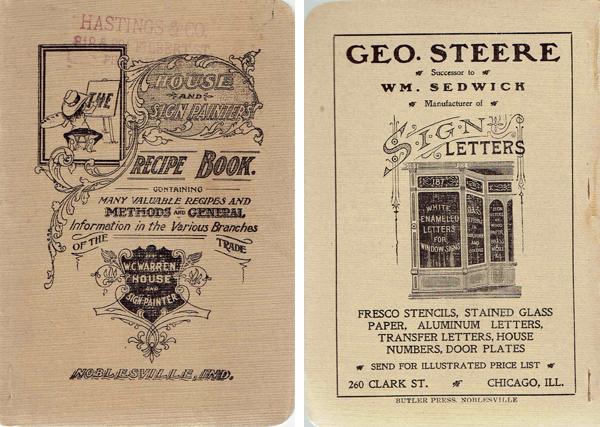 HASTINGS & CO.
THE
HOUSE
AND
SIGN PAINTERS
RECIPE BOOK.
CONTAINING
MANY VALUABLE RECIPES AND
METHODS AND GENERAL
Information in the Various Branches
OF THE TRADE
BY
W.C. WARREN
HOUSE
AND
SIGN PAINTER
NOBLESVILLE, IND.
GEO. STEERE
Successor to
WM. SEDWICK
Manufacturer of
SIGN
LETTERS
187
WHITE
ENAMELED
LETTERS
FOR
WINDOW SIGNS
FRESCO STENCILS, STAINED GLASS
PAPER, ALUMINUM LETTERS,
TRANSFER LETTERS, HOUSE
NUMBERS, DOOR PLATES
SEND FOR ILLUSTRATED PRICE LIST
260 CLARK ST. CHICAGO, ILL.
BUTLER PRESS, NOBLESVILLE